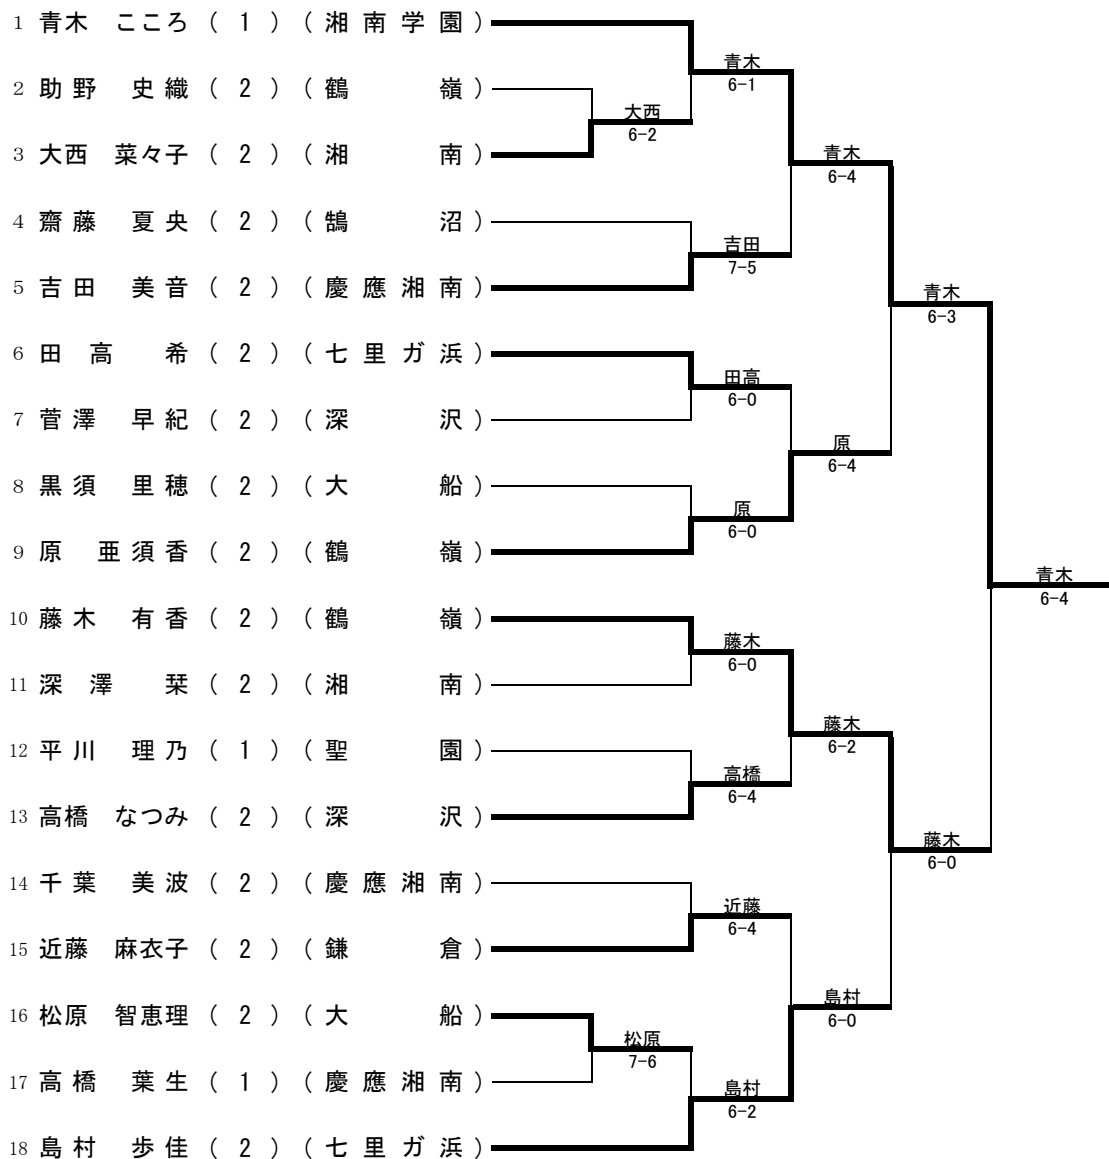 1 青木 こころ ( 1 ) ( 湘南学園 )
青木
6-1
2 助野 史織 ( 2 ) ( 鶴嶺 )
大西
6-2
3 大西 菜々子 ( 2 ) ( 湘南 )
青木
6-4
4 齋藤 夏央 ( 2 ) ( 鵠沼 )
吉田
7-5
5 吉田 美音 ( 2 ) ( 慶應湘南 )
青木
6-3
6 田高 希 ( 2 ) ( 七里ガ浜 )
田高
6-0
7 菅澤 早紀 ( 2 ) ( 深沢 )
原
6-4
8 黒須 里穂 ( 2 ) ( 大船 )
原
6-0
9 原 亜須香 ( 2 ) ( 鶴嶺 )
青木
6-4
10 藤木 有香 ( 2 ) ( 鶴嶺 )
藤木
6-0
11 深澤 栞 ( 2 ) ( 湘南 )
藤木
6-2
12 平川 理乃 ( 1 ) ( 聖園 )
高橋
6-4
13 高橋 なつみ ( 2 ) ( 深沢 )
藤木
6-0
14 千葉 美波 ( 2 ) ( 慶應湘南 )
近藤
6-4
15 近藤 麻衣子 ( 2 ) ( 鎌倉 )
島村
6-0
16 松原 智恵理 ( 2 ) ( 大船 )
松原
7-6
17 高橋 葉生 ( 1 ) ( 慶應湘南 )
島村
6-2
18 島村 歩佳 ( 2 ) ( 七里ガ浜 )